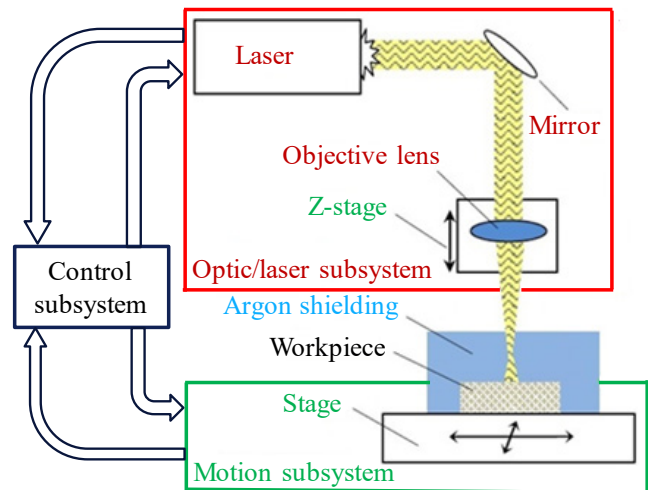 Laser
Mirror
Objective lens
Z-stage
Control
subsystem
Optic/laser subsystem
Argon shielding
Workpiece
Stage
Motion subsystem